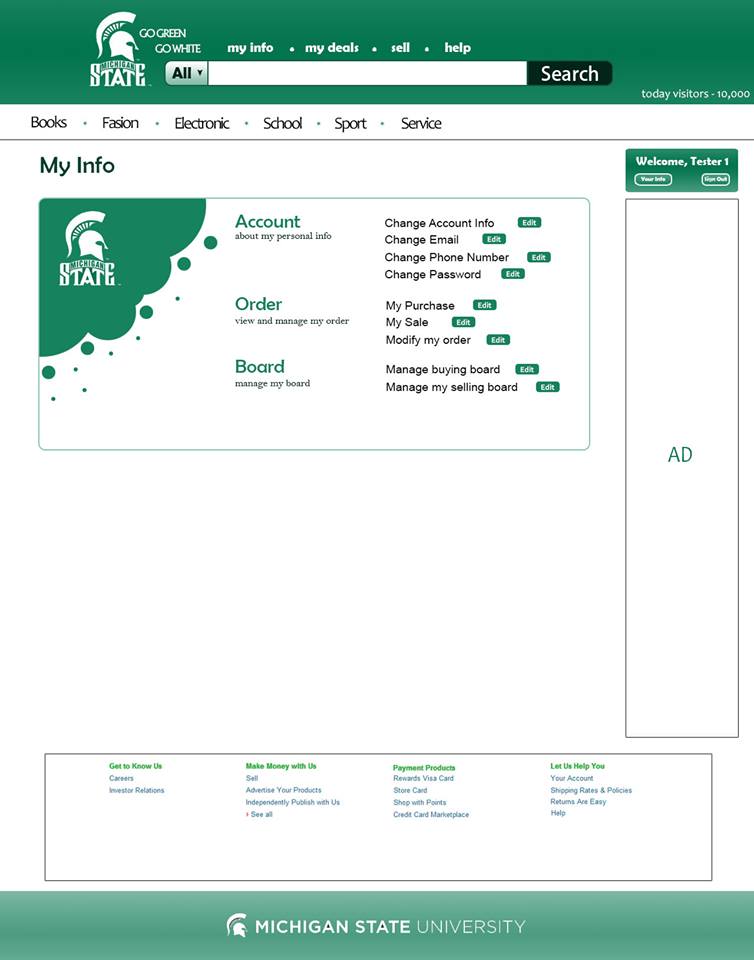 GO GREEN
GO WHITE
MICHIGAN
STATE
my info • my deals • sell • help
All ▼ Search
today visitors - 10,000
Books • Fasion • Electronic • School • Sport • Service
My Info
Welcome, Tester 1
Your Info Sign Out
MICHIGAN
STATE
Account
about my personal info
Change Account Info Edit
Change Email Edit
Change Phone Number Edit
Change Password Edit
Order
view and manage my order
My Purchase Edit
My Sale Edit
Modify my order Edit
Board
manage my board
Manage buying board Edit
Manage my selling board Edit
AD
Get to Know Us
Careers
Investor Relations
Make Money with Us
Sell
Advertise Your Products
Independently Publish with Us
› See all
Payment Products
Rewards Visa Card
Store Card
Shop with Points
Credit Card Marketplace
Let Us Help You
Your Account
Shipping Rates & Policies
Returns Are Easy
Help
MICHIGAN STATE UNIVERSITY